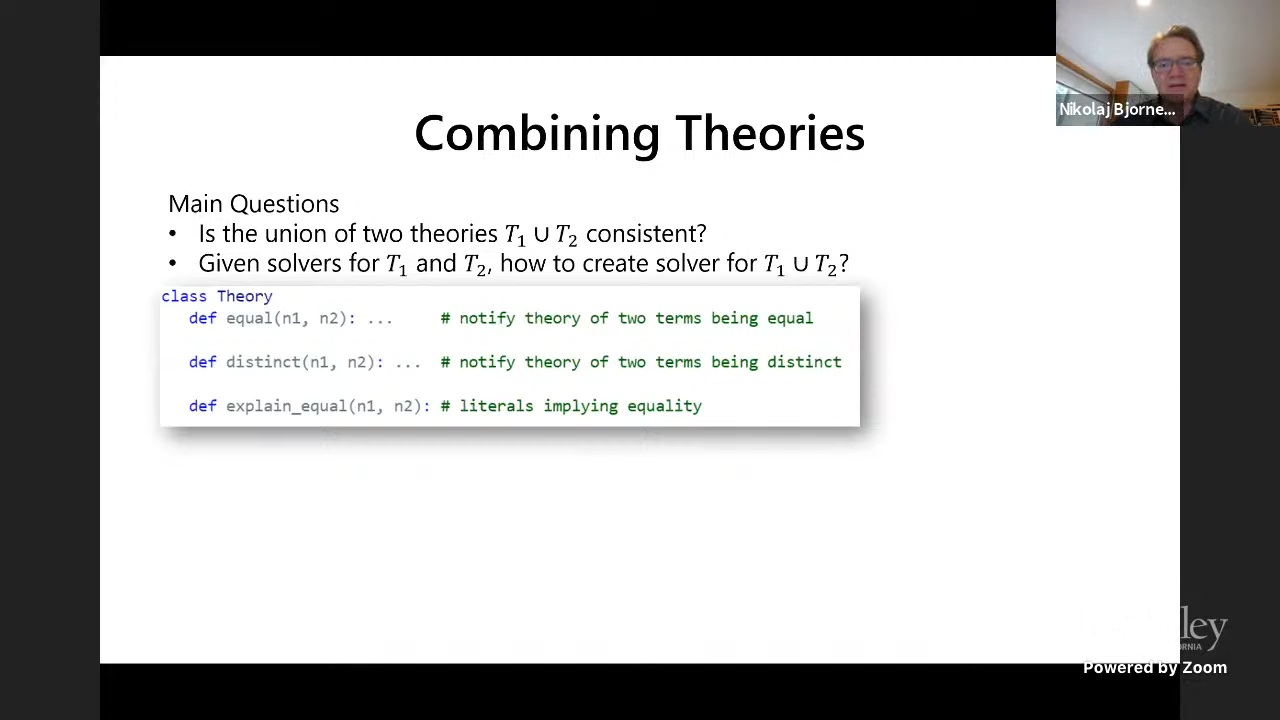 Nikolaj Bjorne...
Combining Theories
Main Questions
• Is the union of two theories 𝑇₁ ∪ 𝑇₂ consistent?
• Given solvers for 𝑇₁ and 𝑇₂, how to create solver for 𝑇₁ ∪ 𝑇₂?
class Theory
def equal(n1, n2): ... # notify theory of two terms being equal
def distinct(n1, n2): ... # notify theory of two terms being distinct
def explain_equal(n1, n2): # literals implying equality
Powered by Zoom